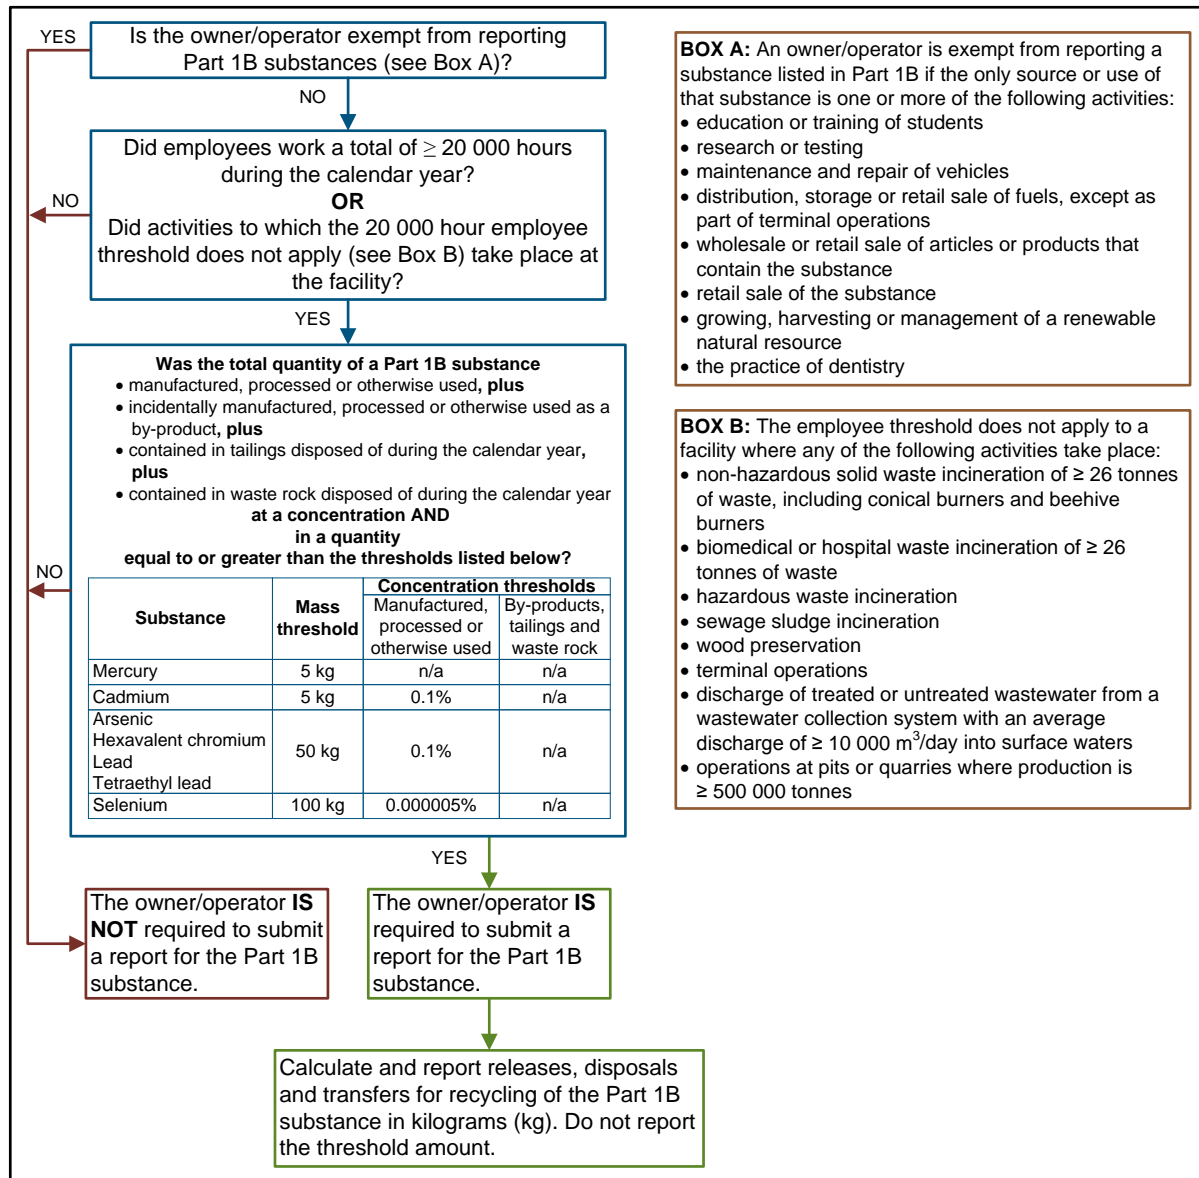 YES
Is the owner/operator exempt from reporting
Part 1B substances (see Box A)?
NO
Did employees work a total of ≥ 20 000 hours
during the calendar year?
OR
Did activities to which the 20 000 hour employee
threshold does not apply (see Box B) take place at
the facility?
NO
YES
Was the total quantity of a Part 1B substance
• manufactured, processed or otherwise used, plus
• incidentally manufactured, processed or otherwise used as a
by-product, plus
• contained in tailings disposed of during the calendar year,
plus
• contained in waste rock disposed of during the calendar year
at a concentration AND
in a quantity
equal to or greater than the thresholds listed below?
NO
Substance
Mass
threshold
Concentration thresholds
Manufactured,
processed or
otherwise used
By-products,
tailings and
waste rock
Mercury 5 kg n/a n/a
Cadmium 5 kg 0.1% n/a
Arsenic
Hexavalent chromium
Lead
Tetraethyl lead
50 kg 0.1% n/a
Selenium 100 kg 0.000005% n/a
YES
The owner/operator IS
NOT required to submit
a report for the Part 1B
substance.
The owner/operator IS
required to submit a
report for the Part 1B
substance.
Calculate and report releases, disposals
and transfers for recycling of the Part 1B
substance in kilograms (kg). Do not report
the threshold amount.
BOX A: An owner/operator is exempt from reporting a
substance listed in Part 1B if the only source or use of
that substance is one or more of the following activities:
• education or training of students
• research or testing
• maintenance and repair of vehicles
• distribution, storage or retail sale of fuels, except as
part of terminal operations
• wholesale or retail sale of articles or products that
contain the substance
• retail sale of the substance
• growing, harvesting or management of a renewable
natural resource
• the practice of dentistry
BOX B: The employee threshold does not apply to a
facility where any of the following activities take place:
• non-hazardous solid waste incineration of ≥ 26 tonnes
of waste, including conical burners and beehive
burners
• biomedical or hospital waste incineration of ≥ 26
tonnes of waste
• hazardous waste incineration
• sewage sludge incineration
• wood preservation
• terminal operations
• discharge of treated or untreated wastewater from a
wastewater collection system with an average
discharge of ≥ 10 000 m³/day into surface waters
• operations at pits or quarries where production is
≥ 500 000 tonnes